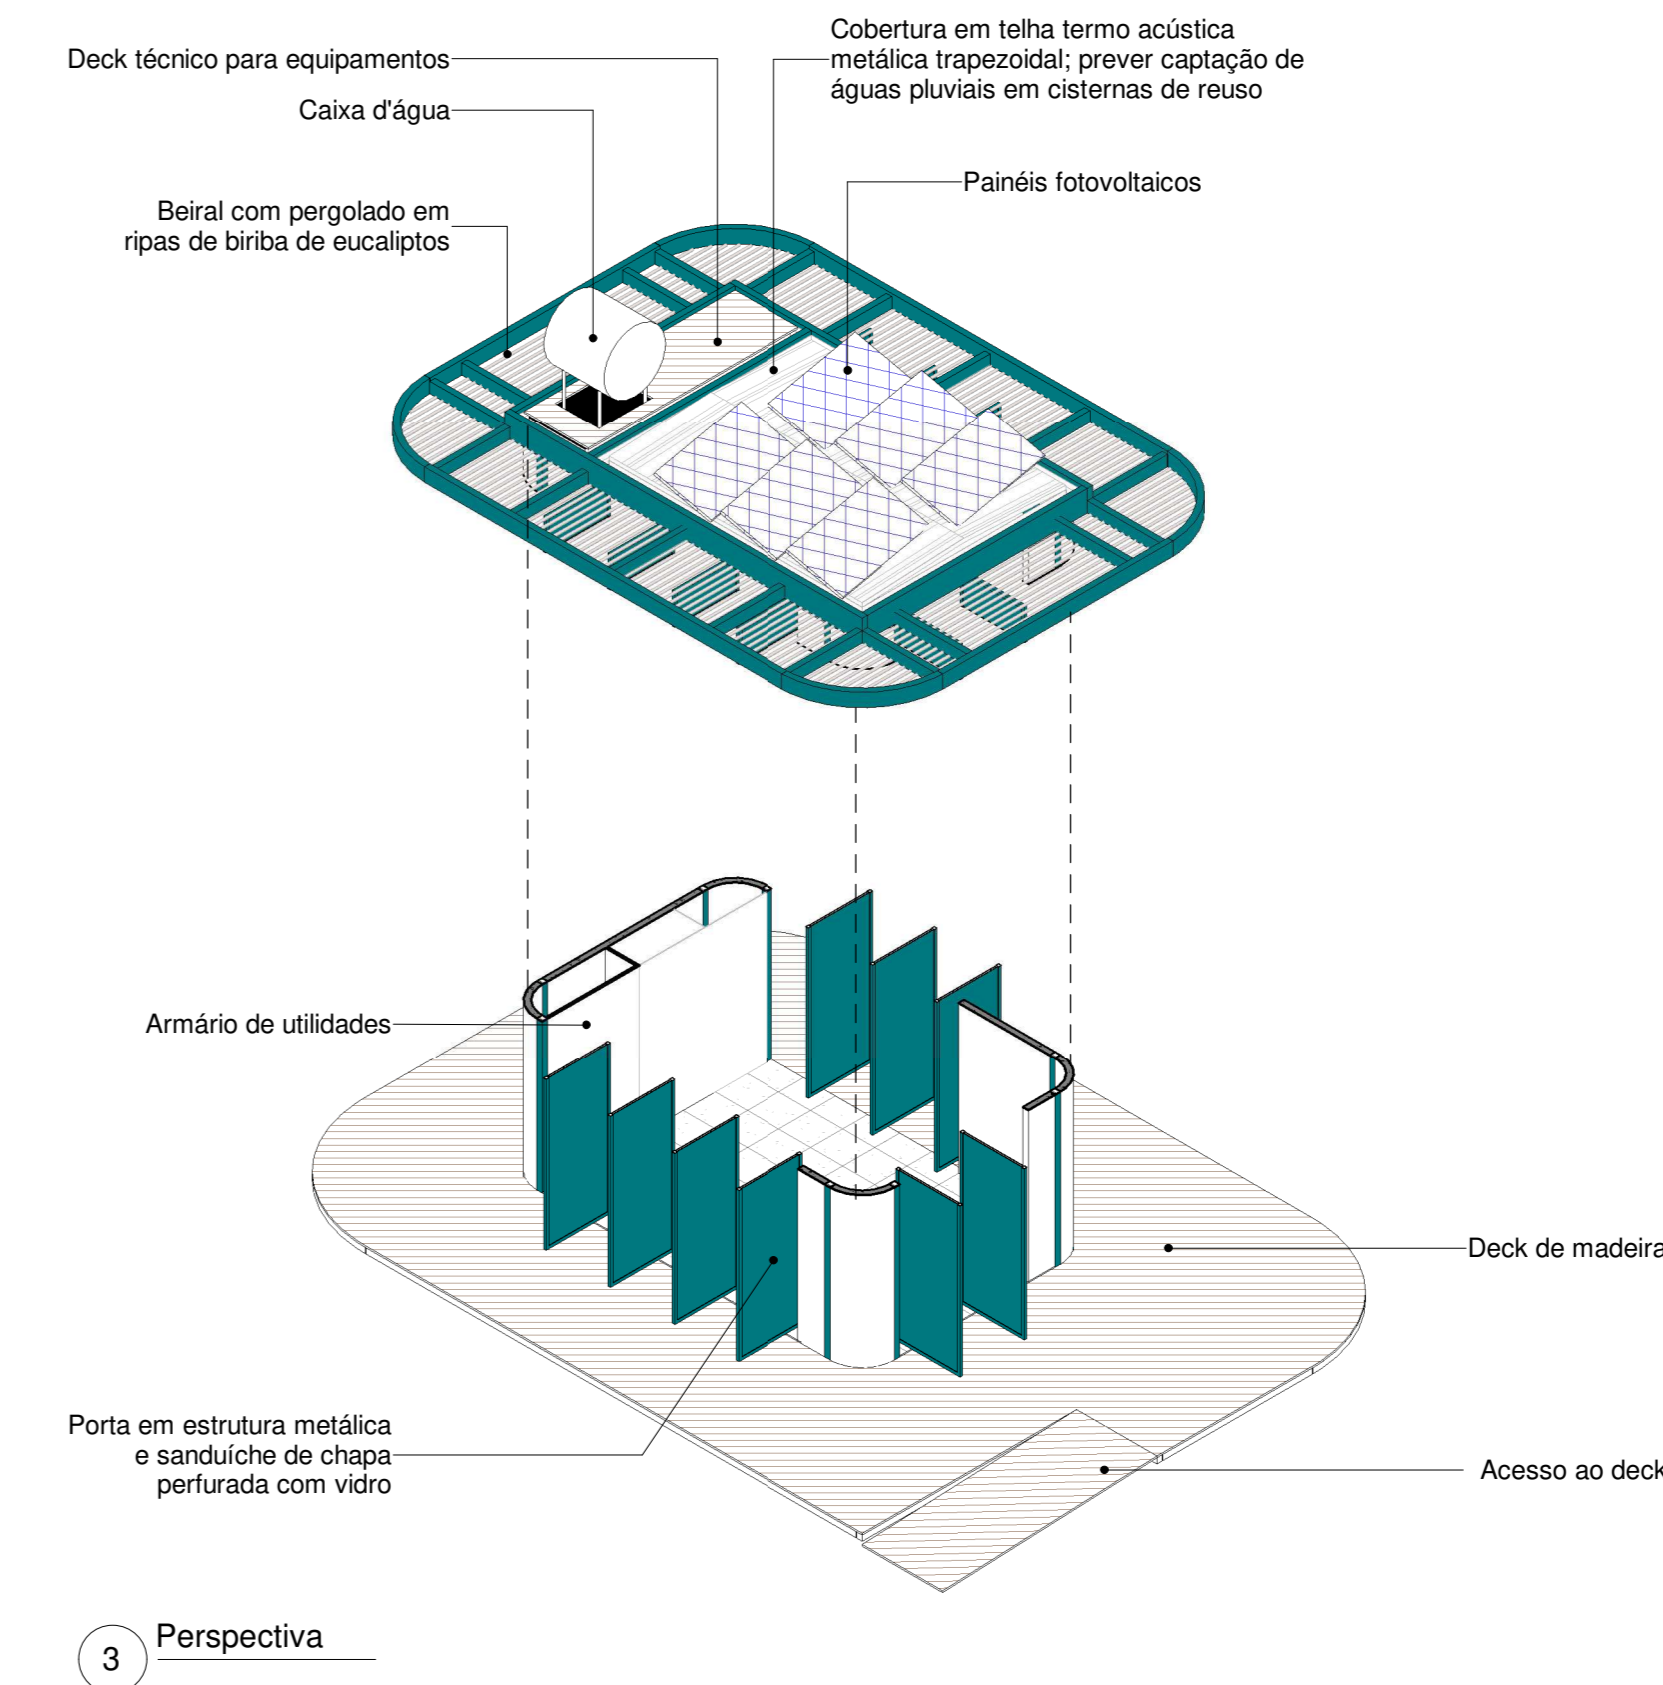 Cobertura em telha termo acústica
metálica trapezoidal; prever captação de
águas pluviais em cisternas de reuso
Deck técnico para equipamentos
Caixa d'água
Painéis fotovoltaicos
Beiral com pergolado em
ripas de biriba de eucaliptos
Armário de utilidades
Deck de madeira
Porta em estrutura metálica
e sanduíche de chapa
perfurada com vidro
Acesso ao deck
3 Perspectiva